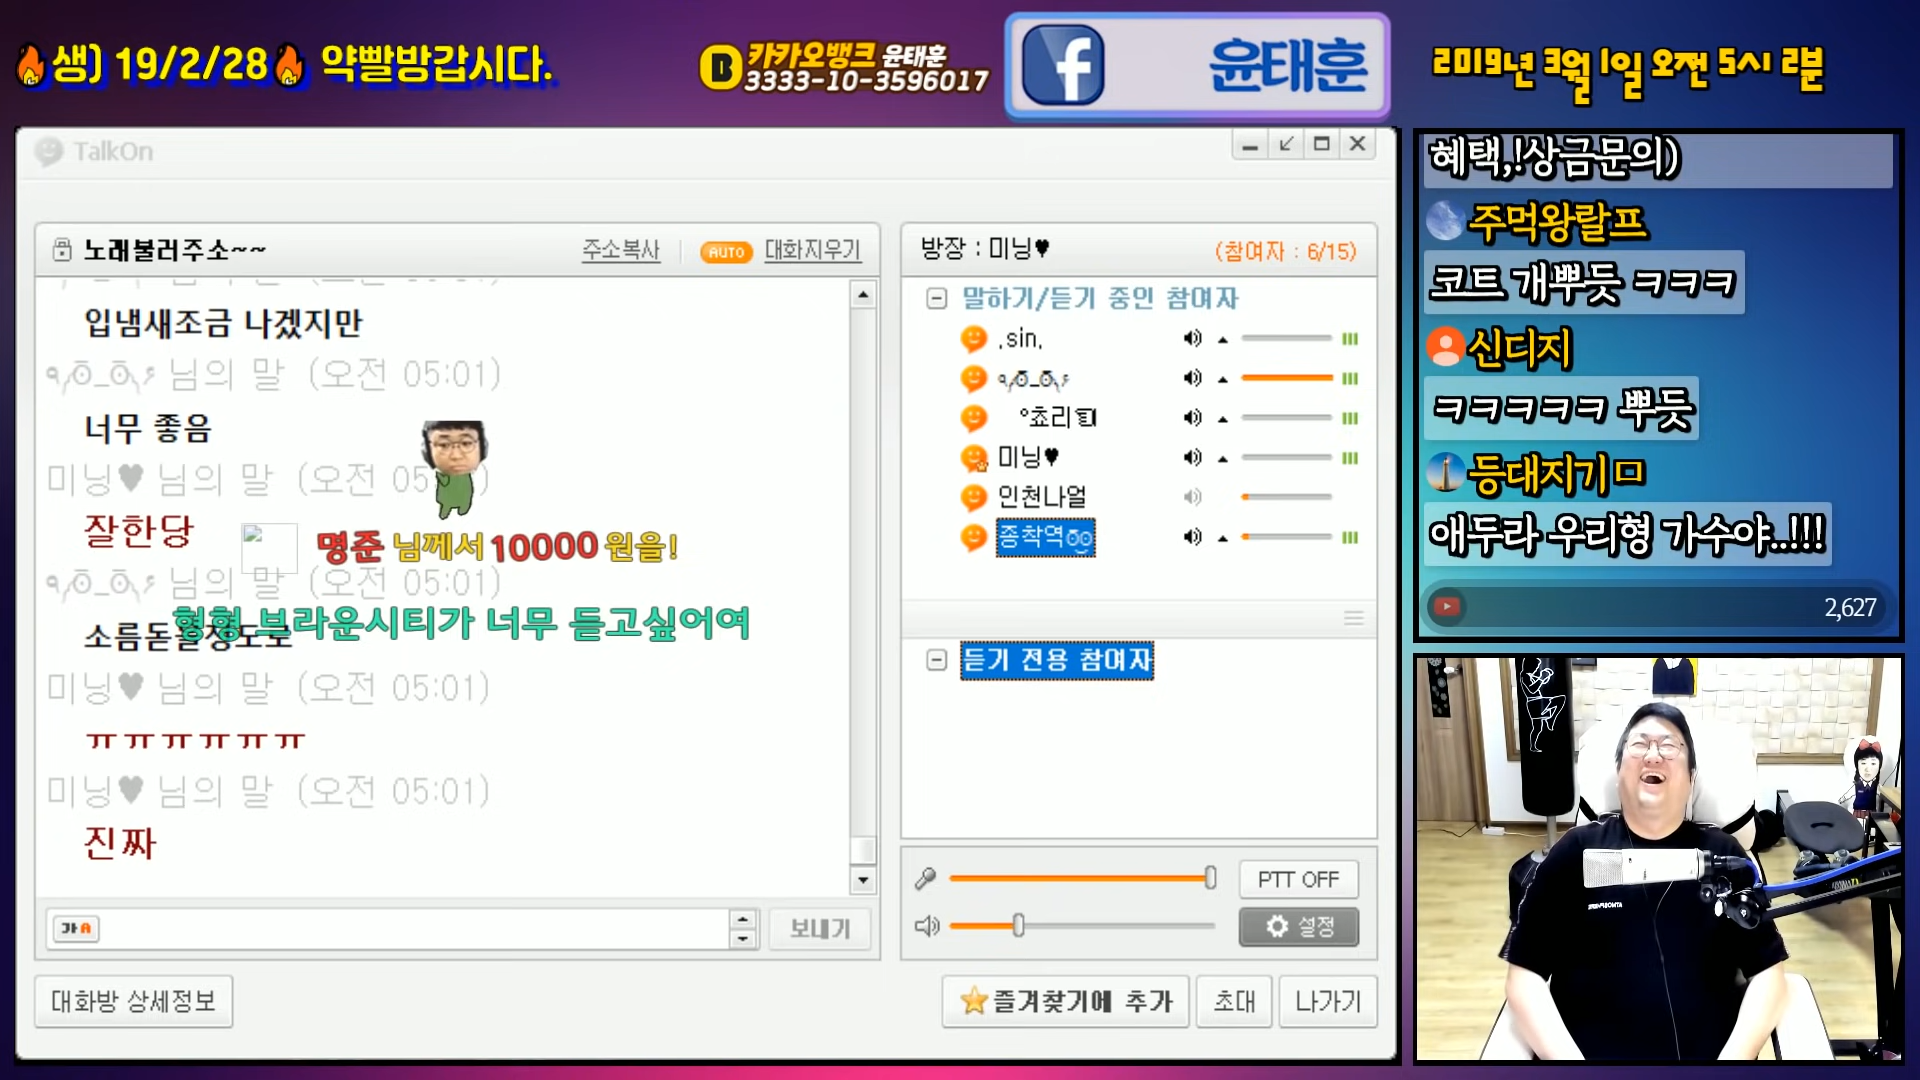 생) 19/2/28 약빨방갑시다.
카카오뱅크 윤태훈
3333-10-3596017
윤태훈
2019년 3월 1일 오전 5시 2분
TalkOn
노래불러주소~~
주소복사
AUTO
대화지우기
입냄새조금 나겠지만
님의 말 (오전 05:01)
너무 좋음
미닝♥ 님의 말 (오전 05
잘한당
명준 님께서 10000 원을!
님의 말 (오전 05:01)
형형 브라운시티가 너무 듣고싶어여
소름돋을정도로
미닝♥ 님의 말 (오전 05:01)
ㅠㅠㅠㅠㅠㅠ
미닝♥ 님의 말 (오전 05:01)
진짜
가A
보내기
대화방 상세정보
방장 : 미닝♥
(참여자 : 6/15)
말하기/듣기 중인 참여자
,sin,
°쵸리
미닝♥
인천나얼
종착역
듣기 전용 참여자
PTT OFF
설정
즐겨찾기에 추가
초대
나가기
혜택,!상금문의)
주먹왕랄프
코트 개뿌듯 ㅋㅋㅋ
신디지
ㅋㅋㅋㅋㅋ 뿌듯
등대지기ㅁ
애두라 우리형 가수야..!!!
2,627